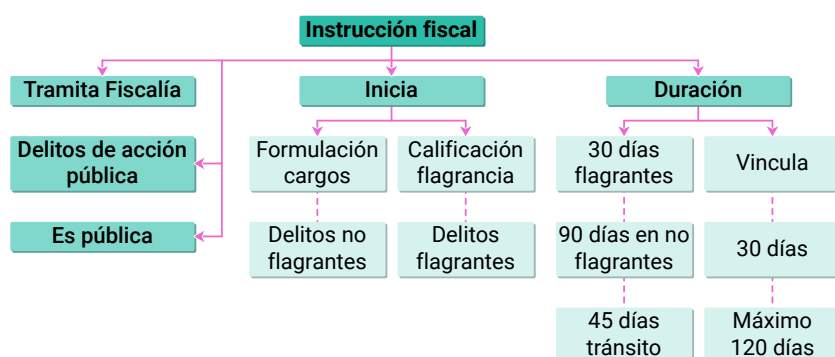 Instrucción fiscal
Tramita Fiscalía
Inicia
Duración
Delitos de acción
pública
Formulación
cargos
Calificación
flagrancia
30 días
flagrantes
Vincula
Es pública
Delitos no
flagrantes
Delitos
flagrantes
90 días en no
flagrantes
30 días
45 días
tránsito
Máximo
120 días